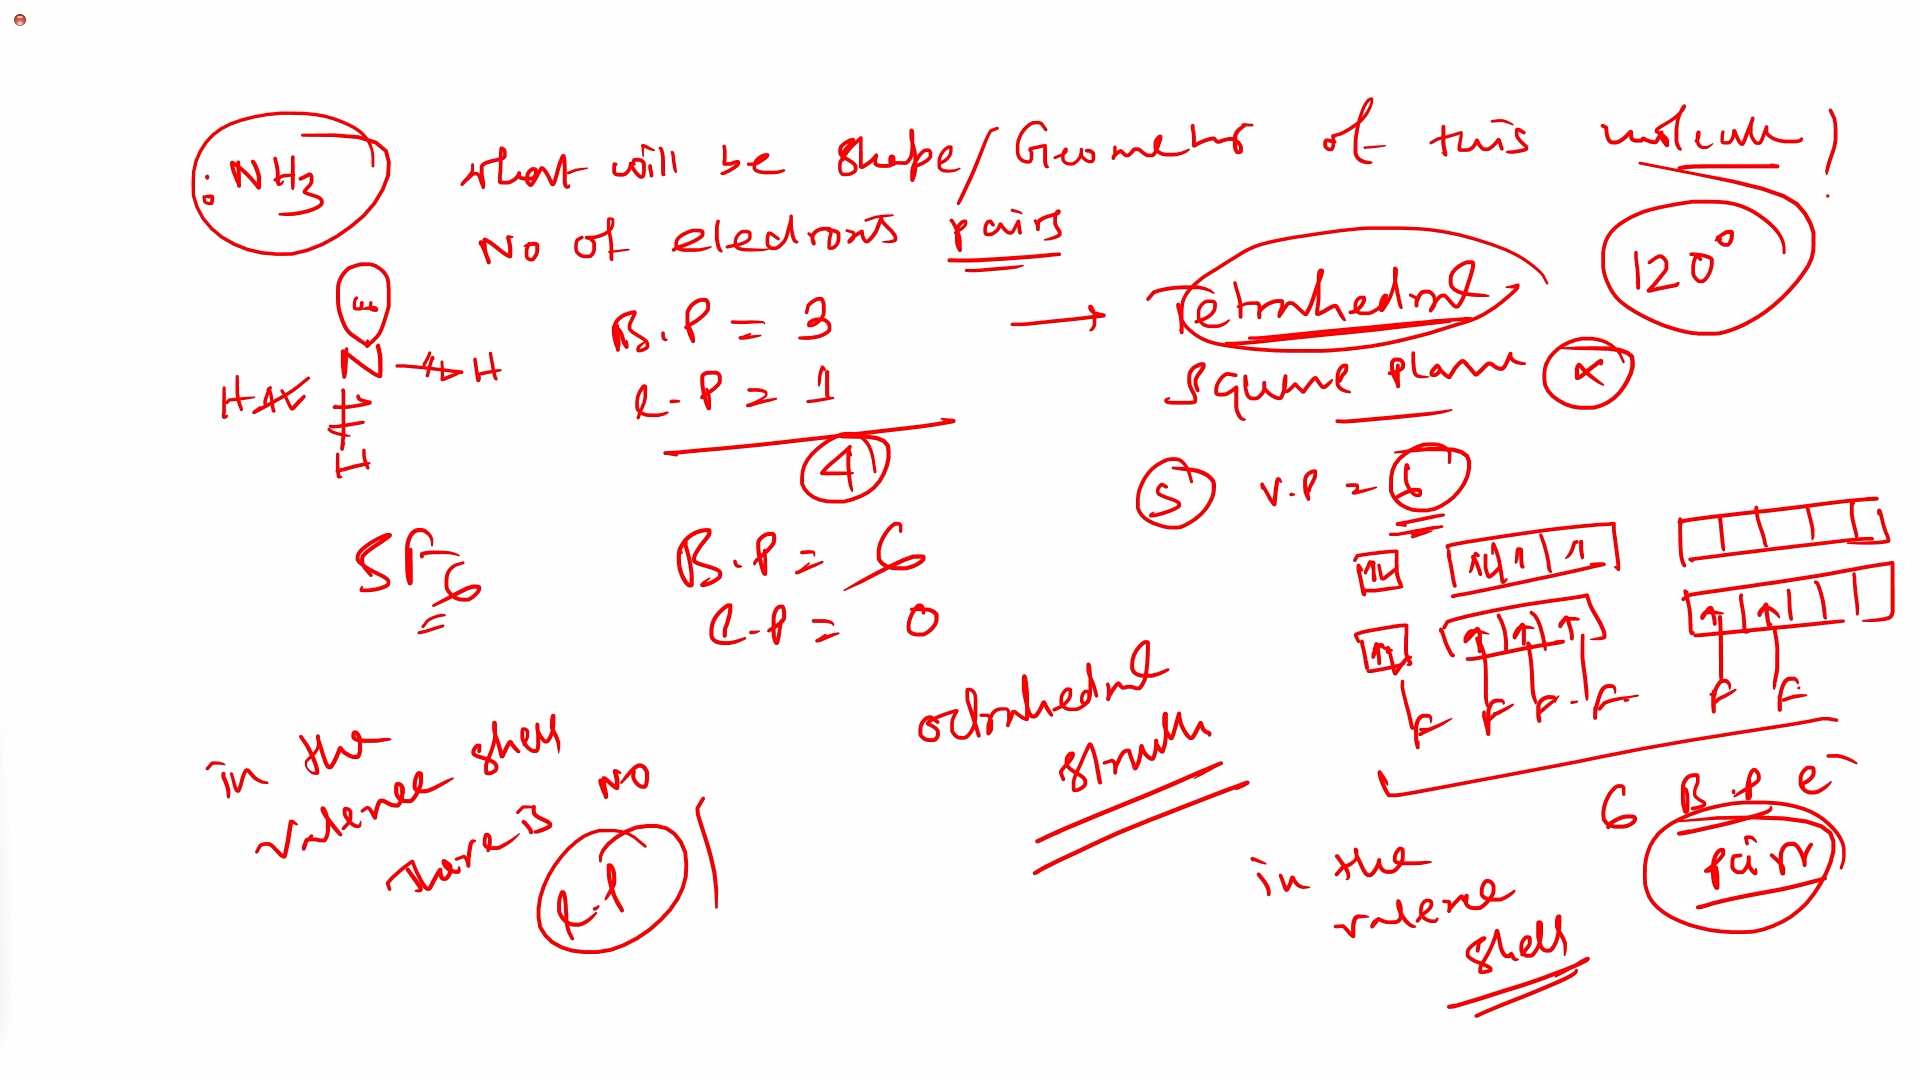 :NH3 what will be shape/Geometry of this molecule?
No of electrons pairs
120°
E
N
H
H
H
B.P = 3 → Tetrahedral
L.P = 1
Square plane
4
S V.P = 6
SF6 B.P = 6
L.P = 0
octahedral
F F F F F F
in the
valence shell
There is NO
L.P
6 B.P e-
pair
in the
valence
shell